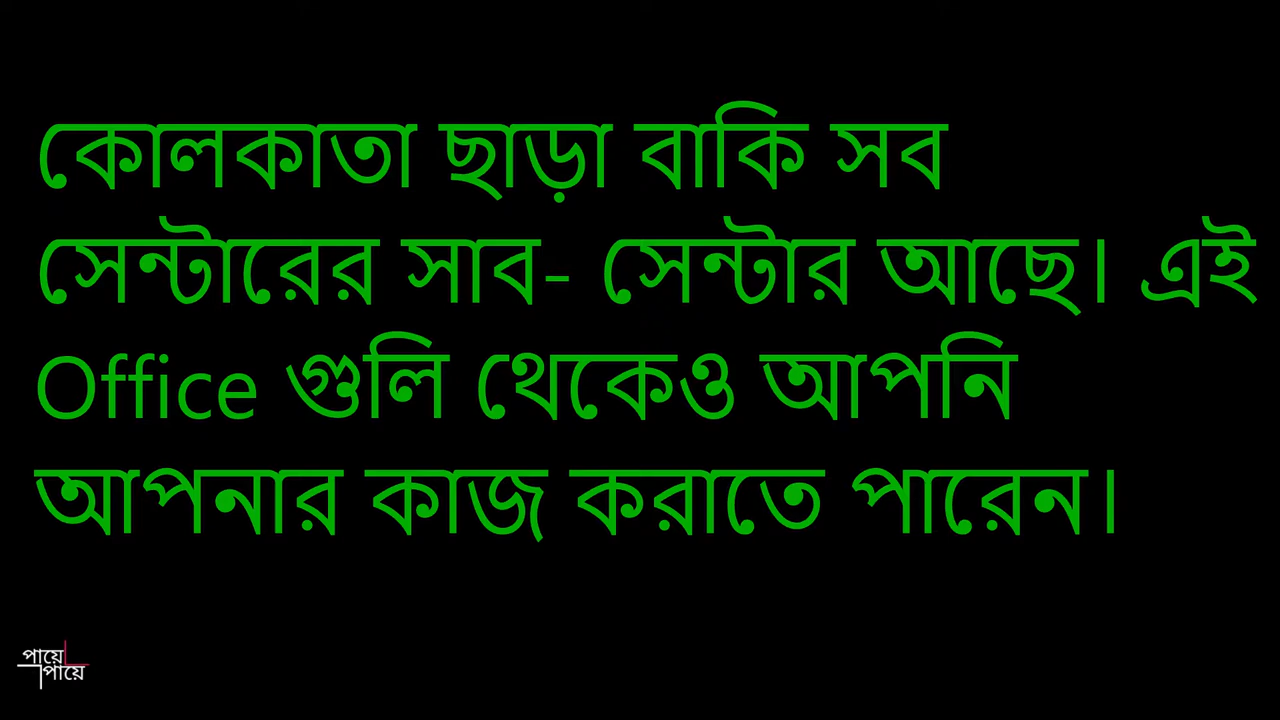 কোলকাতা ছাড়া বাকি সব
সেন্টারের সাব- সেন্টার আছে। এই
Office গুলি থেকেও আপনি
আপনার কাজ করাতে পারেন।
পায়ে
পায়ে